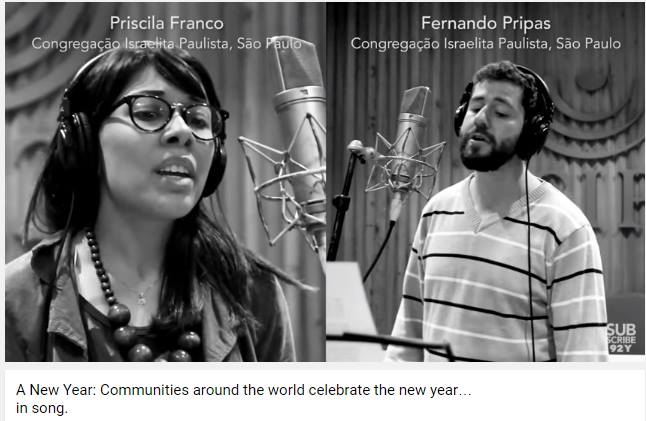 Priscila Franco
Congregação Israelita Paulista, São Paulo
Fernando Pripas
Congregação Israelita Paulista, São Paulo
SUB
SCRIBE
92Y
A New Year: Communities around the world celebrate the new year…
in song.